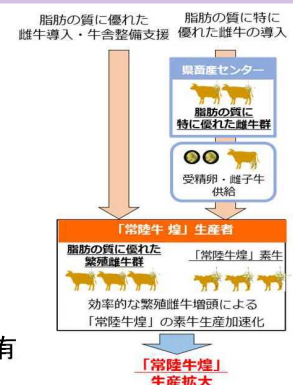 脂肪の質に優れた
雌牛導入・牛舎整備支援
脂肪の質に特に
優れた雌牛の導入
県畜産センター
脂肪の質に
特に優れた雌牛群
受精卵・雌子牛
供給
「常陸牛 煌」生産者
脂肪の質に優れた
繁殖雌牛群
「常陸牛煌」素牛
効率的な繁殖雌牛増頭による
「常陸牛煌」の素牛生産加速化
有
「常陸牛煌」
生産拡大